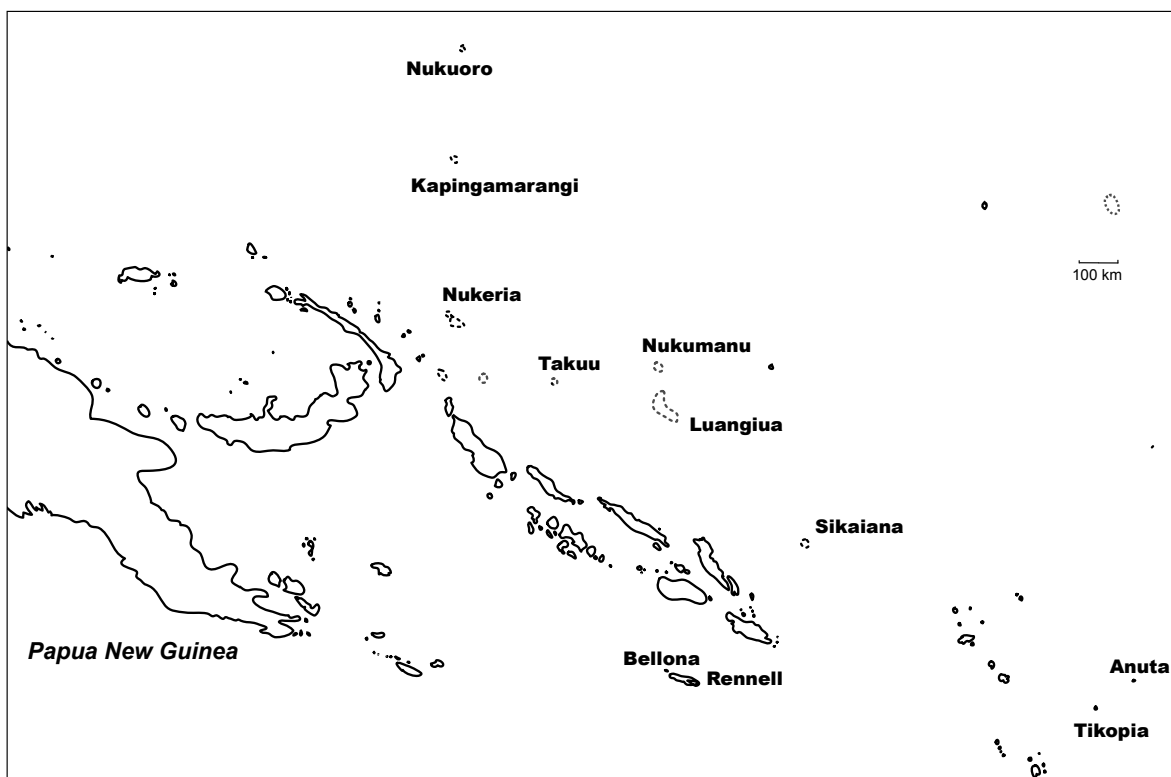 Nukuoro
Kapingamarangi
100 km
Nukeria
Nukumanu
Takuu
Luangiua
Sikaiana
Papua New Guinea
Bellona
Rennell
Anuta
Tikopia